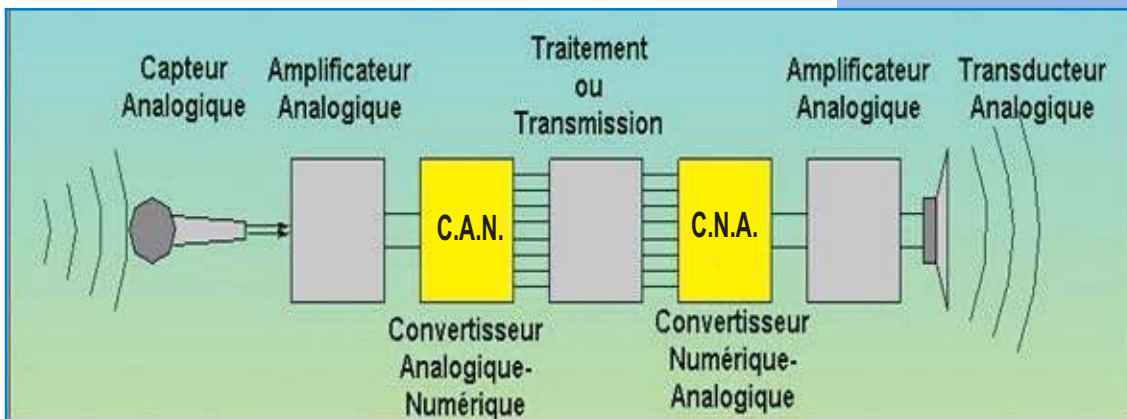 Capteur
Analogique
Amplificateur
Analogique
Traitement
ou
Transmission
Amplificateur
Analogique
Transducteur
Analogique
C.A.N.
C.N.A.
Convertisseur
Analogique-
Numérique
Convertisseur
Numérique-
Analogique